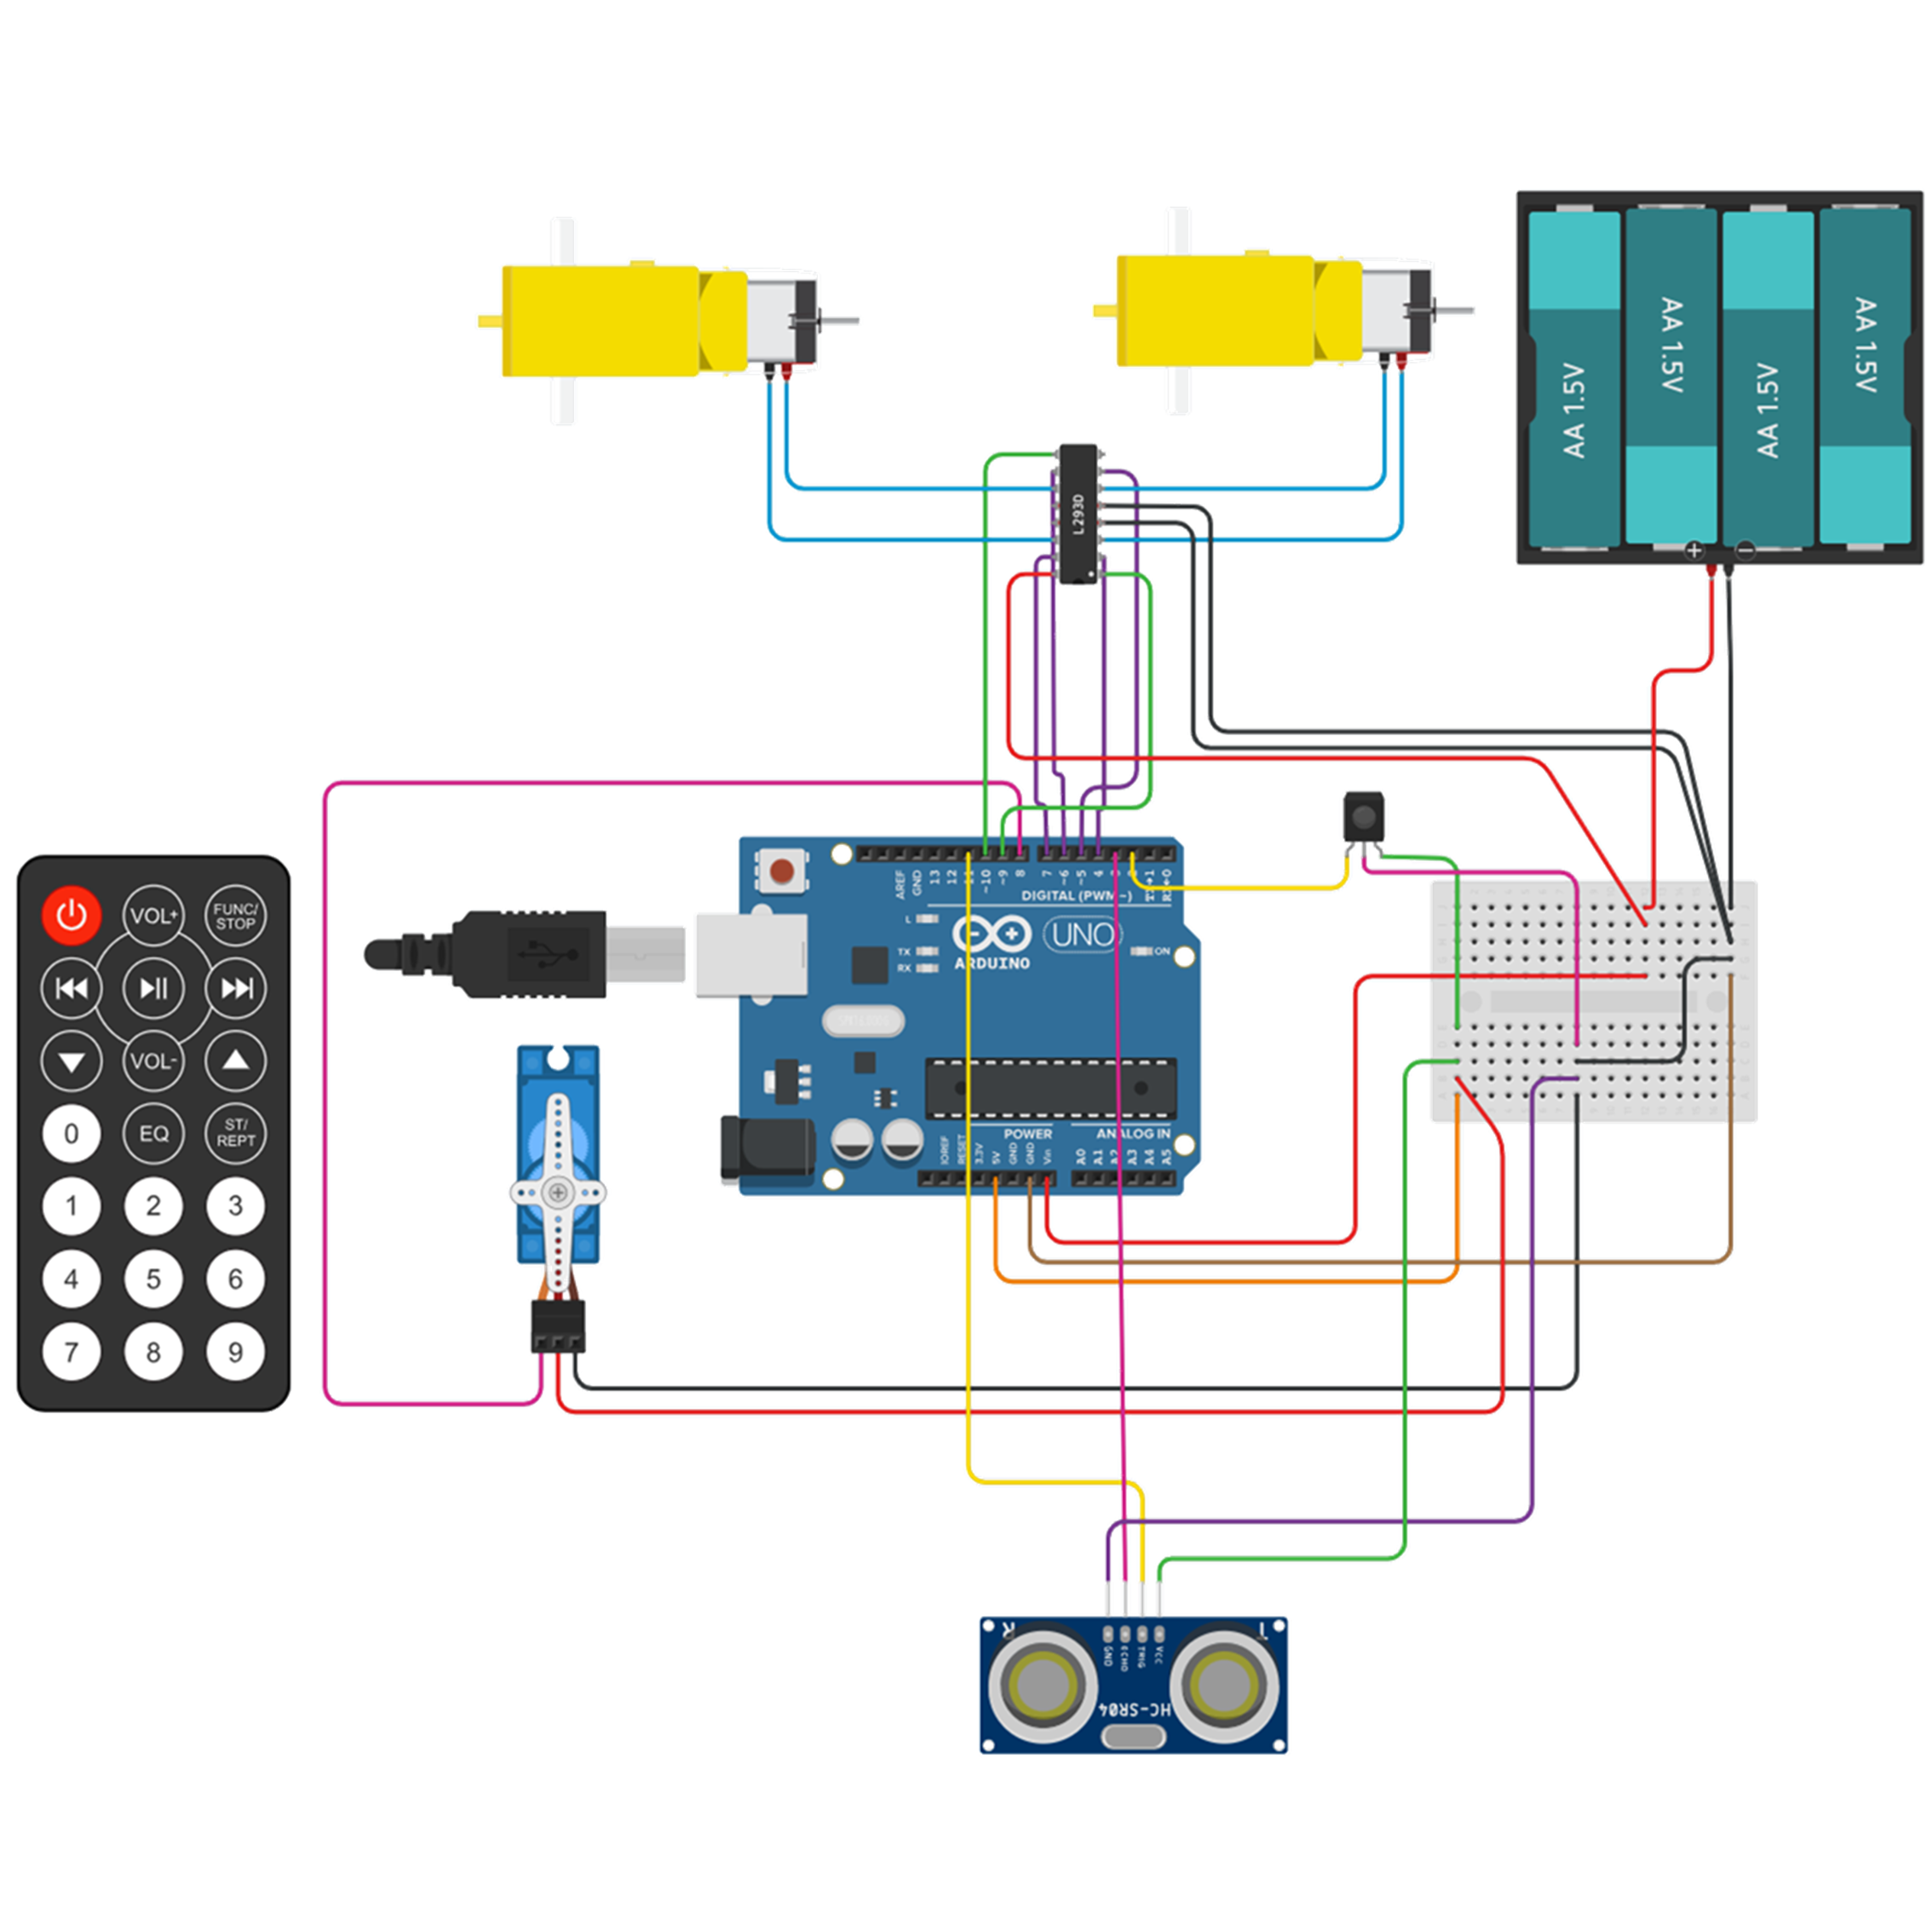 AA 1.5V
AA 1.5V
AA 1.5V
AA 1.5V
+
−
L293D
AREF
GND
13
12
~10
~9
8
7
~6
~5
4
TX→1
RX←0
DIGITAL (PWM~)
L
TX
RX
ARDUINO
UNO
ON
POWER
ANALOG IN
IOREF
RESET
3.3V
5V
GND
GND
Vin
A0
A1
A2
A3
A4
A5
VOL+
FUNC/
STOP
VOL-
0
EQ
ST/
REPT
1
2
3
4
5
6
7
8
9
R
T
GND
ECHO
TRIG
VCC
HC-SR04